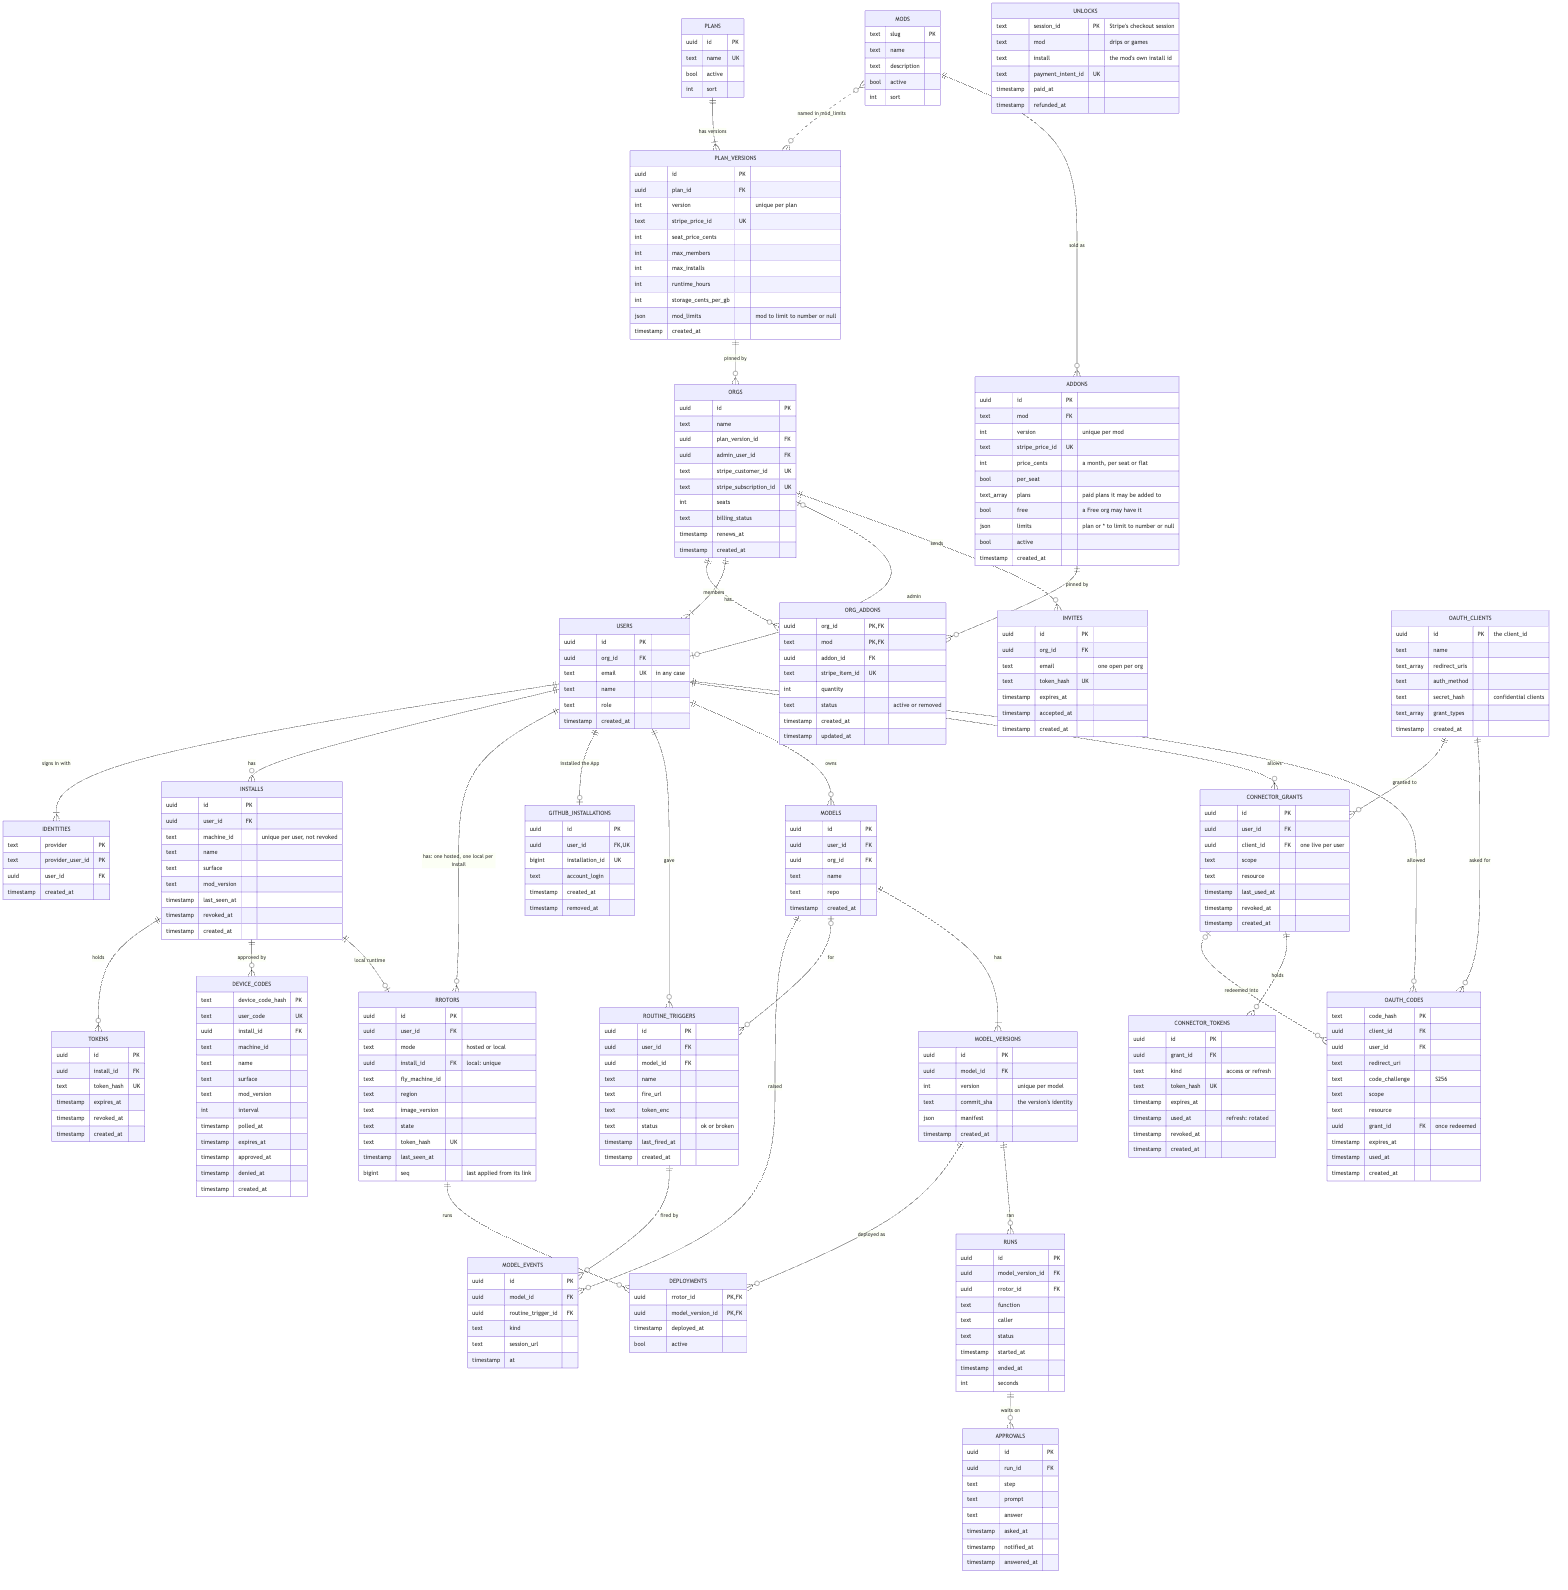 PLANS
uuid id PK
text name UK
bool active
int sort
MODS
text slug PK
text name
text description
bool active
int sort
UNLOCKS
text session_id PK Stripe's checkout session
text mod drips or games
text install the mod's own install id
text payment_intent_id UK
timestamp paid_at
timestamp refunded_at
has versions
named in mod_limits
sold as
PLAN_VERSIONS
uuid id PK
uuid plan_id FK
int version unique per plan
text stripe_price_id UK
int seat_price_cents
int max_members
int max_installs
int runtime_hours
int storage_cents_per_gb
json mod_limits mod to limit to number or null
timestamp created_at
pinned by
ORGS
uuid id PK
text name
uuid plan_version_id FK
uuid admin_user_id FK
text stripe_customer_id UK
text stripe_subscription_id UK
int seats
text billing_status
timestamp renews_at
timestamp created_at
ADDONS
uuid id PK
text mod FK
int version unique per mod
text stripe_price_id UK
int price_cents a month, per seat or flat
bool per_seat
text_array plans paid plans it may be added to
bool free a Free org may have it
json limits plan or * to limit to number or null
bool active
timestamp created_at
sends
pinned by
members
has
admin
USERS
uuid id PK
uuid org_id FK
text email UK in any case
text name
text role
timestamp created_at
ORG_ADDONS
uuid org_id PK,FK
text mod PK,FK
uuid addon_id FK
text stripe_item_id UK
int quantity
text status active or removed
timestamp created_at
timestamp updated_at
INVITES
uuid id PK
uuid org_id FK
text email one open per org
text token_hash UK
timestamp expires_at
timestamp accepted_at
timestamp created_at
OAUTH_CLIENTS
uuid id PK the client_id
text name
text_array redirect_uris
text auth_method
text secret_hash confidential clients
text_array grant_types
timestamp created_at
signs in with
has
installed the App
owes
allows
granted to
IDENTITIES
text provider PK
text provider_user_id PK
uuid user_id FK
timestamp created_at
INSTALLS
uuid id PK
uuid user_id FK
text machine_id unique per user, not revoked
text name
text surface
text mod_version
timestamp last_seen_at
timestamp revoked_at
timestamp created_at
has: one hosted, one local per
install
GITHUB_INSTALLATIONS
uuid id PK
uuid user_id FK,UK
bigint installation_id UK
text account_login
timestamp created_at
timestamp removed_at
gave
MODELS
uuid id PK
uuid user_id FK
uuid org_id FK
text name
text repo
timestamp created_at
CONNECTOR_GRANTS
uuid id PK
uuid user_id FK
uuid client_id FK one live per user
text scope
text resource
timestamp last_used_at
timestamp revoked_at
timestamp created_at
allowed
asked for
holds
approved by
local runtime
for
has
redeemed into
holds
TOKENS
uuid id PK
uuid install_id FK
text token_hash UK
timestamp expires_at
timestamp revoked_at
timestamp created_at
DEVICE_CODES
text device_code_hash PK
text user_code UK
uuid install_id FK
text machine_id
text name
text surface
text mod_version
int interval
timestamp polled_at
timestamp expires_at
timestamp approved_at
timestamp denied_at
timestamp created_at
RROTORS
uuid id PK
uuid user_id FK
text mode hosted or local
uuid install_id FK local: unique
text fly_machine_id
text region
text image_version
text state
text token_hash UK
timestamp last_seen_at
bigint seq last applied from its link
ROUTINE_TRIGGERS
uuid id PK
uuid user_id FK
uuid model_id FK
text name
text fire_url
text token_enc
text status ok or broken
timestamp last_fired_at
timestamp created_at
raised
MODEL_VERSIONS
uuid id PK
uuid model_id FK
int version unique per model
text commit_sha the version's identity
json manifest
timestamp created_at
CONNECTOR_TOKENS
uuid id PK
uuid grant_id FK
text kind access or refresh
text token_hash UK
timestamp expires_at
timestamp used_at refresh: rotated
timestamp revoked_at
timestamp created_at
OAUTH_CODES
text code_hash PK
uuid client_id FK
uuid user_id FK
text redirect_uri
text code_challenge S256
text scope
text resource
uuid grant_id FK once redeemed
timestamp expires_at
timestamp used_at
timestamp created_at
runs
fired by
deployed as
ran
MODEL_EVENTS
uuid id PK
uuid model_id FK
uuid routine_trigger_id FK
text kind
text session_url
timestamp at
DEPLOYMENTS
uuid rrotor_id PK,FK
uuid model_version_id PK,FK
timestamp deployed_at
bool active
RUNS
uuid id PK
uuid model_version_id FK
uuid rrotor_id FK
text function
text caller
text status
timestamp started_at
timestamp ended_at
int seconds
waits on
APPROVALS
uuid id PK
uuid run_id FK
text step
text prompt
text answer
timestamp asked_at
timestamp notified_at
timestamp answered_at